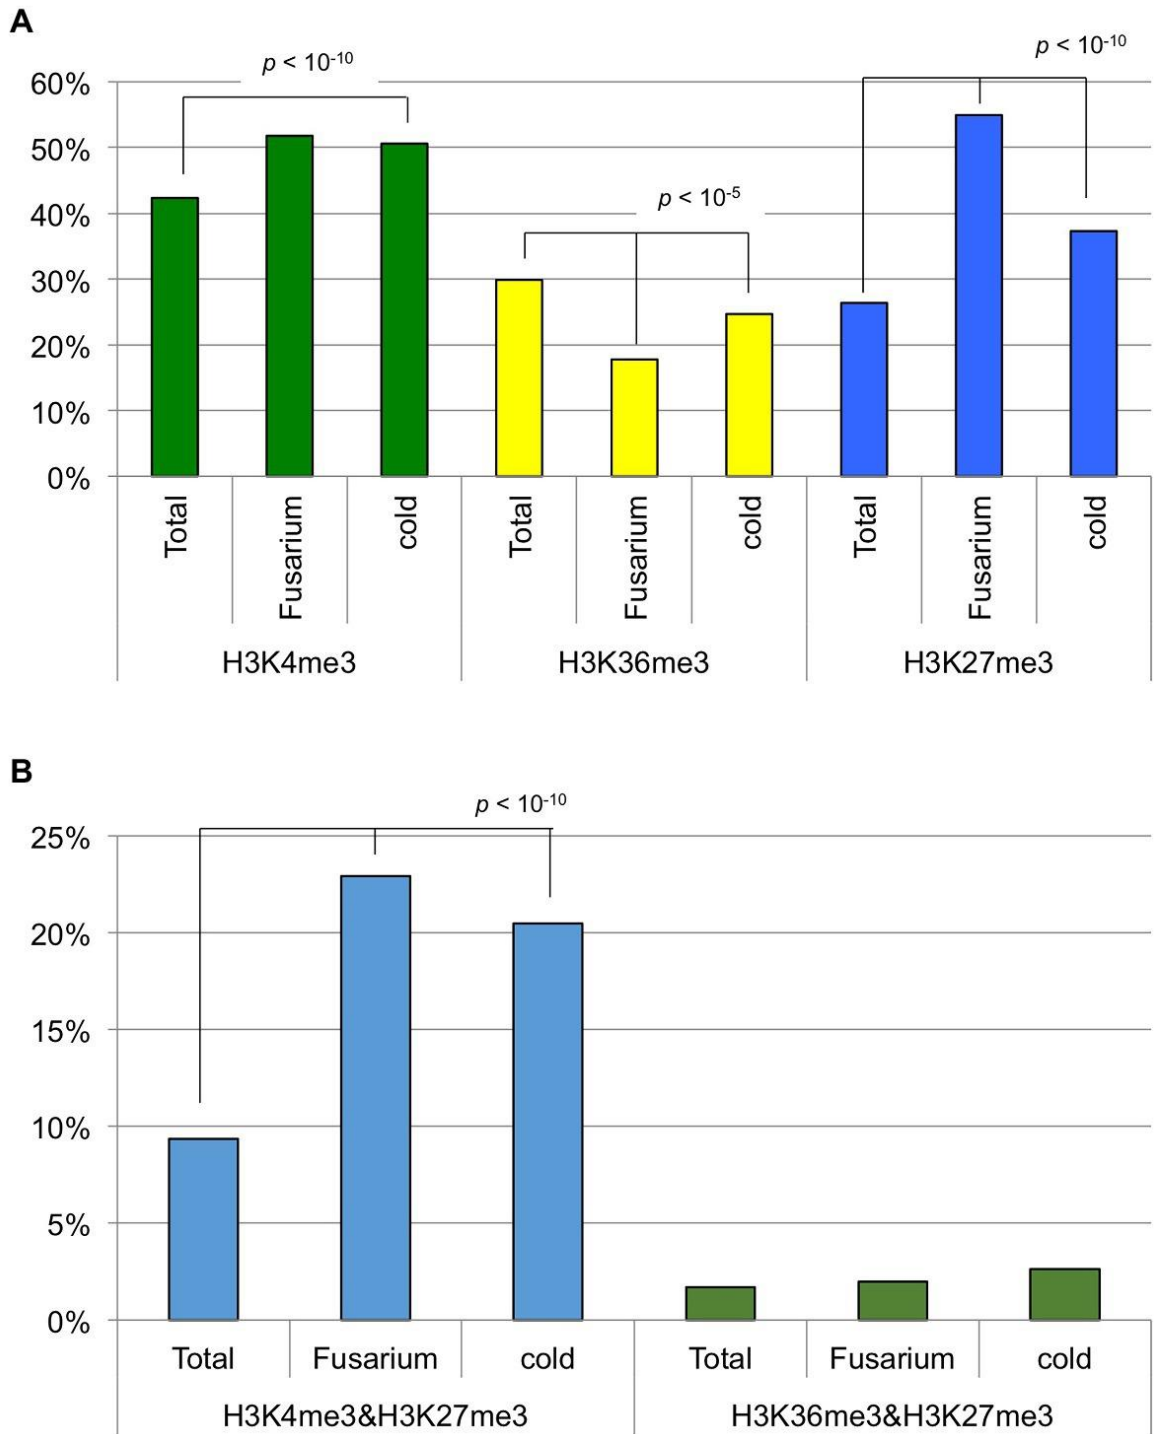 A
p < 10-10
p < 10-10
60%
50%
p < 10-5
40%
30%
20%
10%
0%
Total Fusarium cold Total Fusarium cold Total Fusarium cold
H3K4me3 H3K36me3 H3K27me3
B
p < 10-10
25%
20%
15%
10%
5%
0%
Total Fusarium cold Total Fusarium cold
H3K4me3&H3K27me3 H3K36me3&H3K27me3